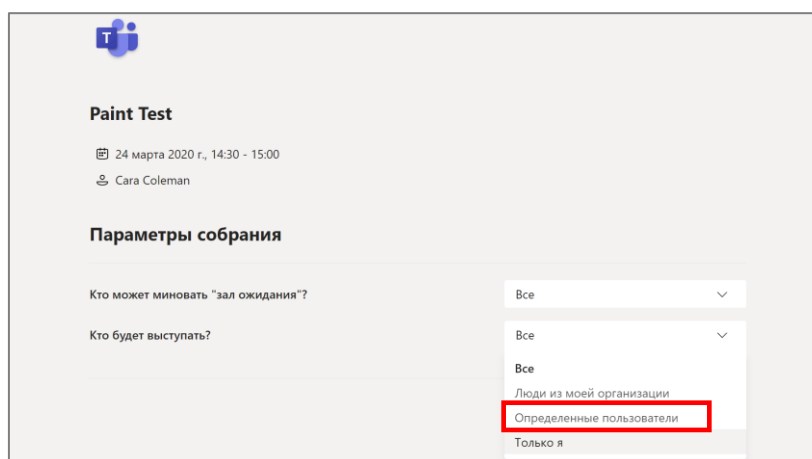 T
Paint Test
24 марта 2020 г., 14:30 - 15:00
Cara Coleman
Параметры собрания
Кто может миновать "зал ожидания"? Все
Кто будет выступать? Все
Все
Люди из моей организации
Определенные пользователи
Только я